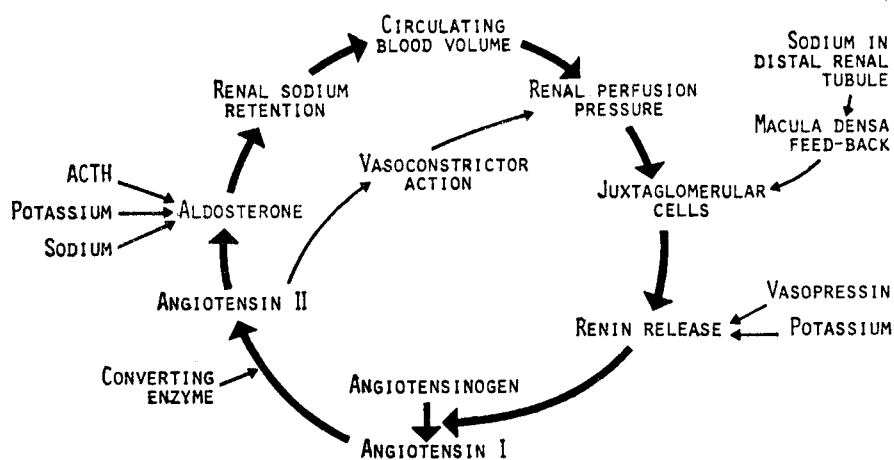 CIRCULATING
BLOOD VOLUME
SODIUM IN
DISTAL RENAL
TUBULE
RENAL SODIUM
RETENTION
RENAL PERFUSION
PRESSURE
MACULA DENSA
FEED-BACK
VASOCONSTRICTOR
ACTION
ACTH
POTASSIUM
SODIUM
ALDOSTERONE
JUXTAGLOMERULAR
CELLS
ANGIOTENSIN II
VASOPRESSIN
POTASSIUM
RENIN RELEASE
CONVERTING
ENZYME
ANGIOTENSINOGEN
ANGIOTENSIN I